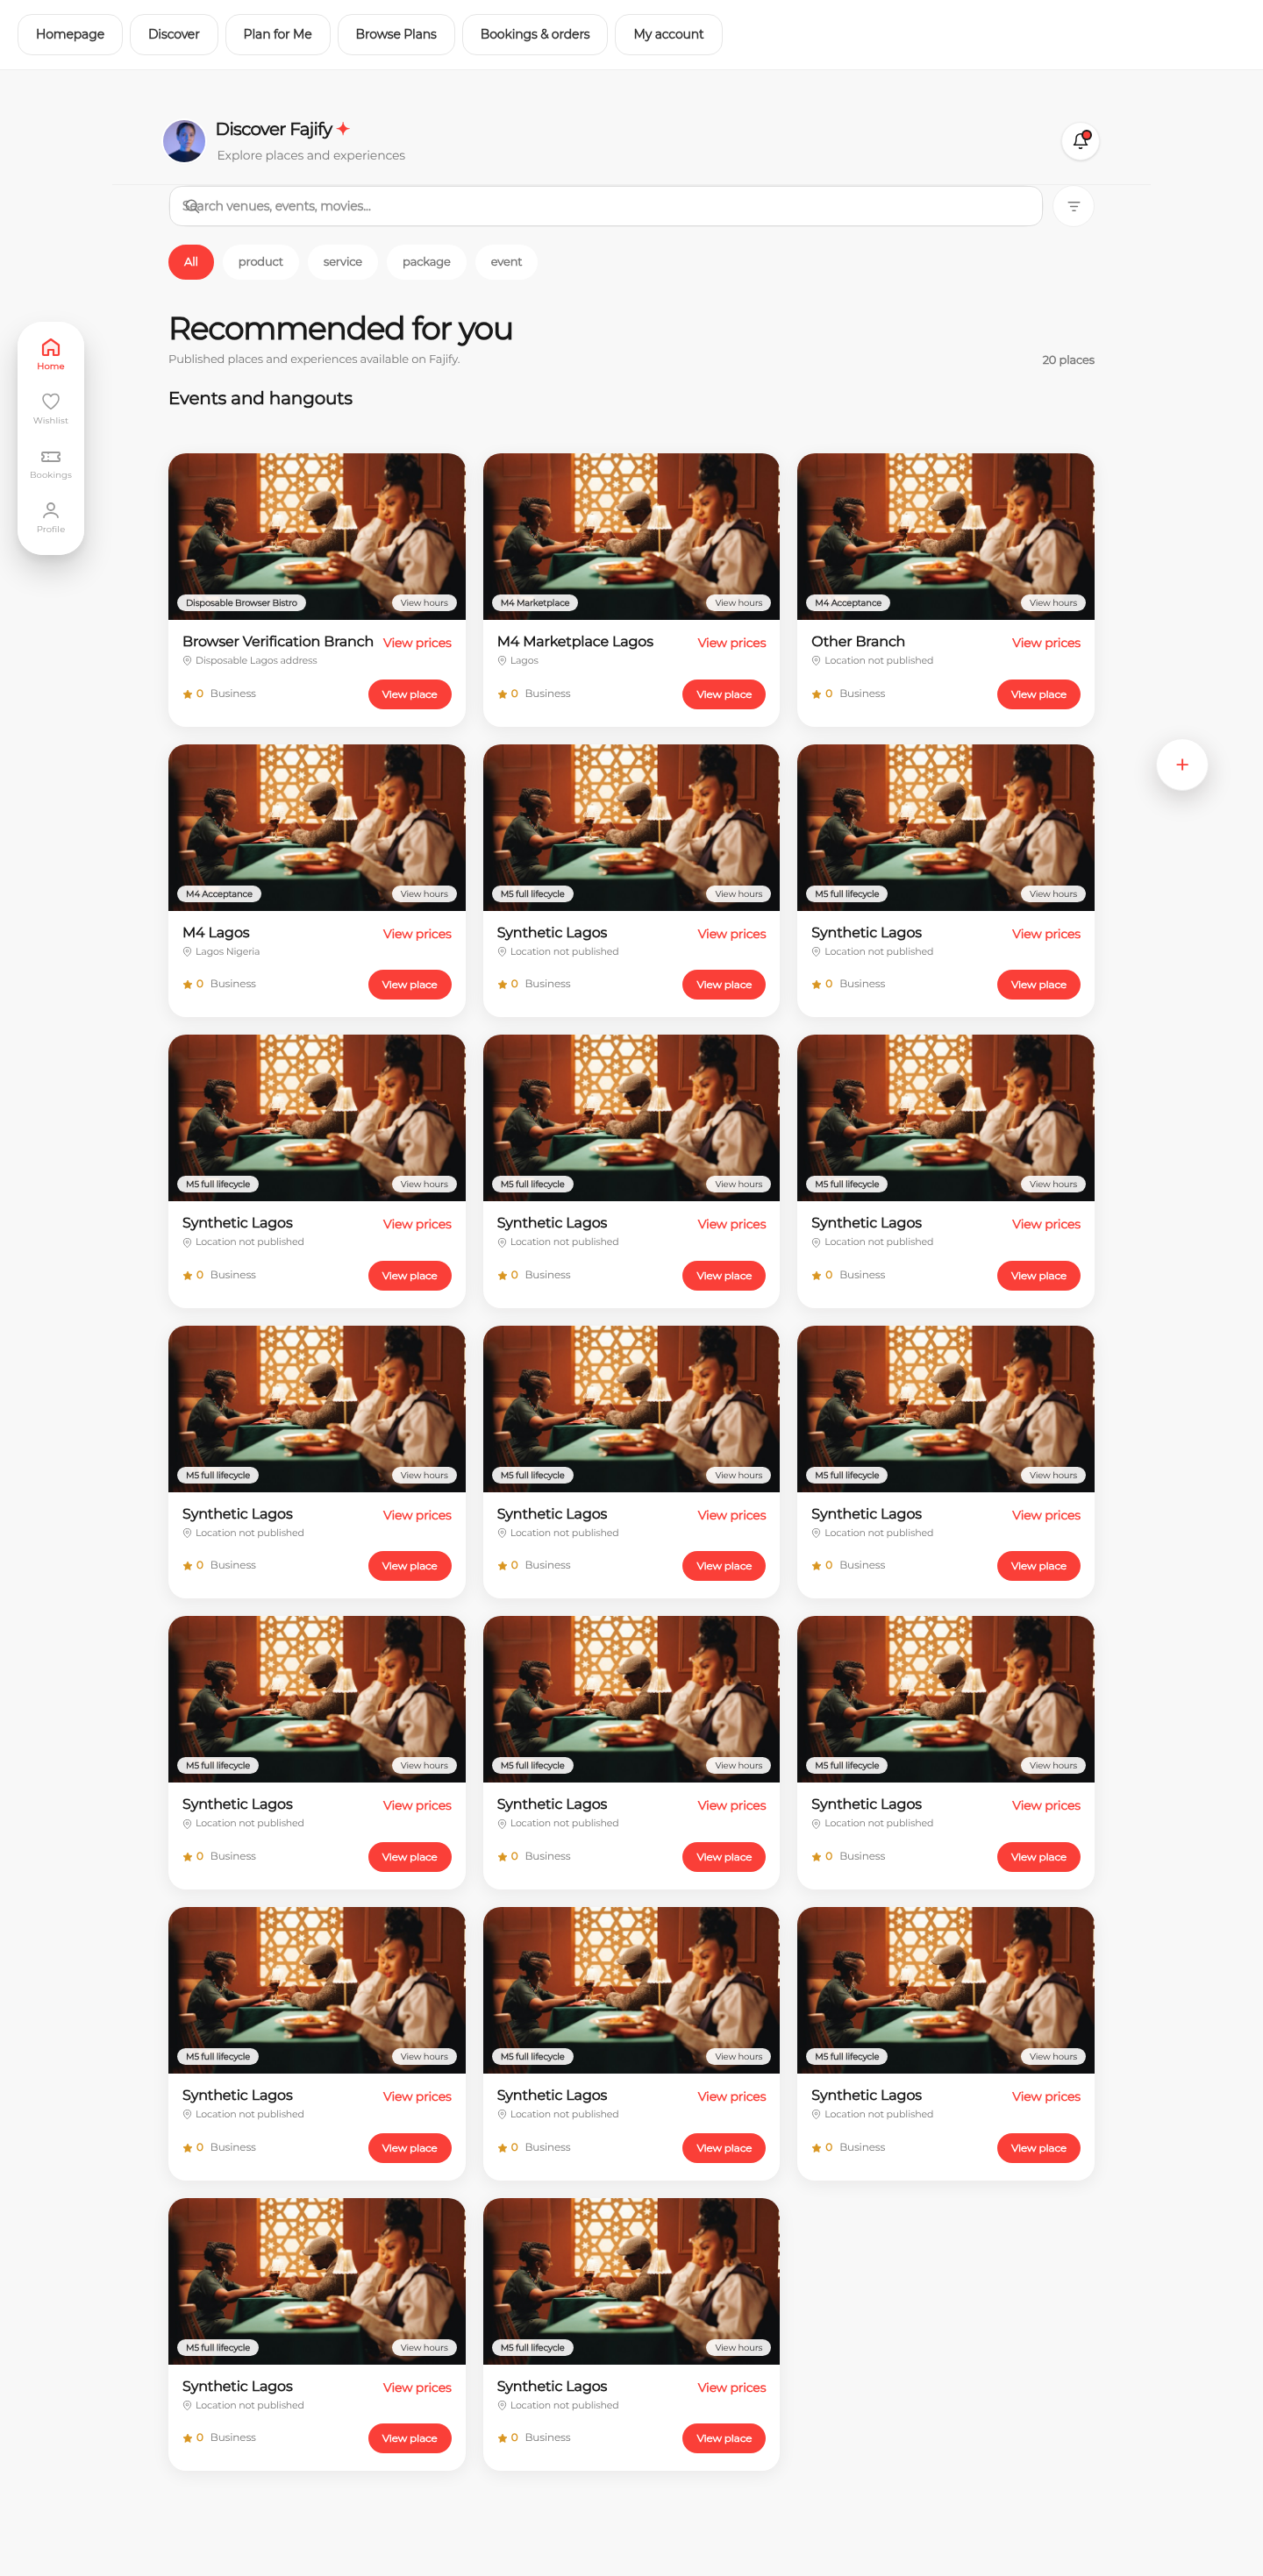 Homepage Discover Plan for Me Browse Plans Bookings & orders My account
Discover Fajify
Explore places and experiences
Search venues, events, movies...
All product service package event
Recommended for you
Published places and experiences available on Fajify.
20 places
Events and hangouts
Home
Wishlist
Bookings
Profile
Disposable Browser Bistro View hours M4 Marketplace View hours M4 Acceptance View hours
Browser Verification Branch View prices M4 Marketplace Lagos View prices Other Branch View prices
Disposable Lagos address Lagos Location not published
0 Business View place 0 Business View place 0 Business View place
M4 Acceptance View hours M5 full lifecycle View hours M5 full lifecycle View hours
M4 Lagos View prices Synthetic Lagos View prices Synthetic Lagos View prices
Lagos Nigeria Location not published Location not published
0 Business View place 0 Business View place 0 Business View place
M5 full lifecycle View hours M5 full lifecycle View hours M5 full lifecycle View hours
Synthetic Lagos View prices Synthetic Lagos View prices Synthetic Lagos View prices
Location not published Location not published Location not published
0 Business View place 0 Business View place 0 Business View place
M5 full lifecycle View hours M5 full lifecycle View hours M5 full lifecycle View hours
Synthetic Lagos View prices Synthetic Lagos View prices Synthetic Lagos View prices
Location not published Location not published Location not published
0 Business View place 0 Business View place 0 Business View place
M5 full lifecycle View hours M5 full lifecycle View hours M5 full lifecycle View hours
Synthetic Lagos View prices Synthetic Lagos View prices Synthetic Lagos View prices
Location not published Location not published Location not published
0 Business View place 0 Business View place 0 Business View place
M5 full lifecycle View hours M5 full lifecycle View hours M5 full lifecycle View hours
Synthetic Lagos View prices Synthetic Lagos View prices Synthetic Lagos View prices
Location not published Location not published Location not published
0 Business View place 0 Business View place 0 Business View place
M5 full lifecycle View hours M5 full lifecycle View hours
Synthetic Lagos View prices Synthetic Lagos View prices
Location not published Location not published
0 Business View place 0 Business View place